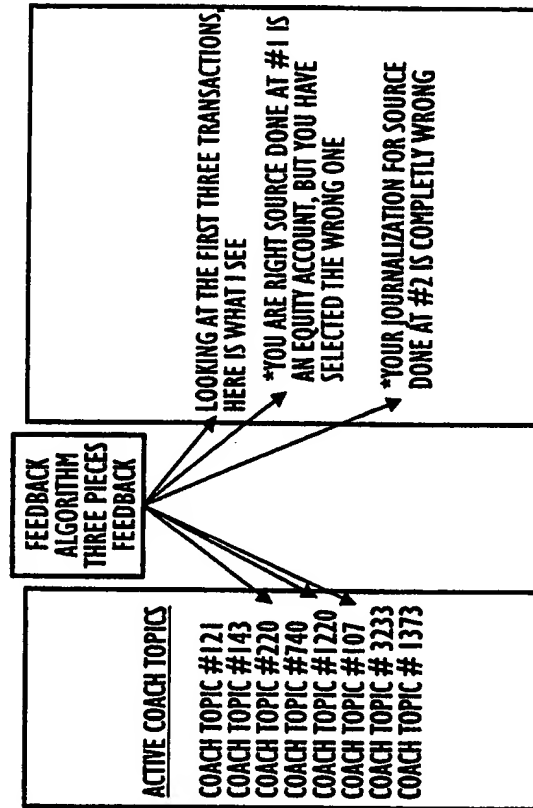 ACTIVE COACH TOPICS
COACH TOPIC #121
COACH TOPIC #143
COACH TOPIC #220
COACH TOPIC #740
COACH TOPIC #1220
COACH TOPIC #107
COACH TOPIC # 3233
COACH TOPIC # 1373
FEEDBACK
ALGORITHM
THREE PIECES
FEEDBACK
LOOKING AT THE FIRST THREE TRANSACTIONS,
HERE IS WHAT I SEE
*YOU ARE RIGHT SOURCE DONE AT #1 IS
AN EQUITY ACCOUNT, BUT YOU HAVE
SELECTED THE WRONG ONE
*YOUR JOURNALIZATION FOR SOURCE
DONE AT #2 IS COMPLETLY WRONG